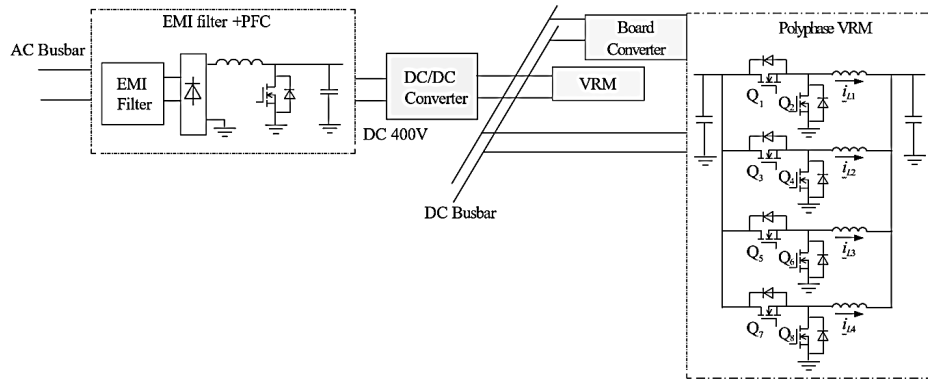 EMI filter +PFC
AC Busbar
EMI
Filter
DC/DC
Converter
DC 400V
Board
Converter
VRM
DC Busbar
Polyphase VRM
Q1
Q2
iL1
Q3
Q4
iL2
Q5
Q6
iL3
Q7
Q8
iL4